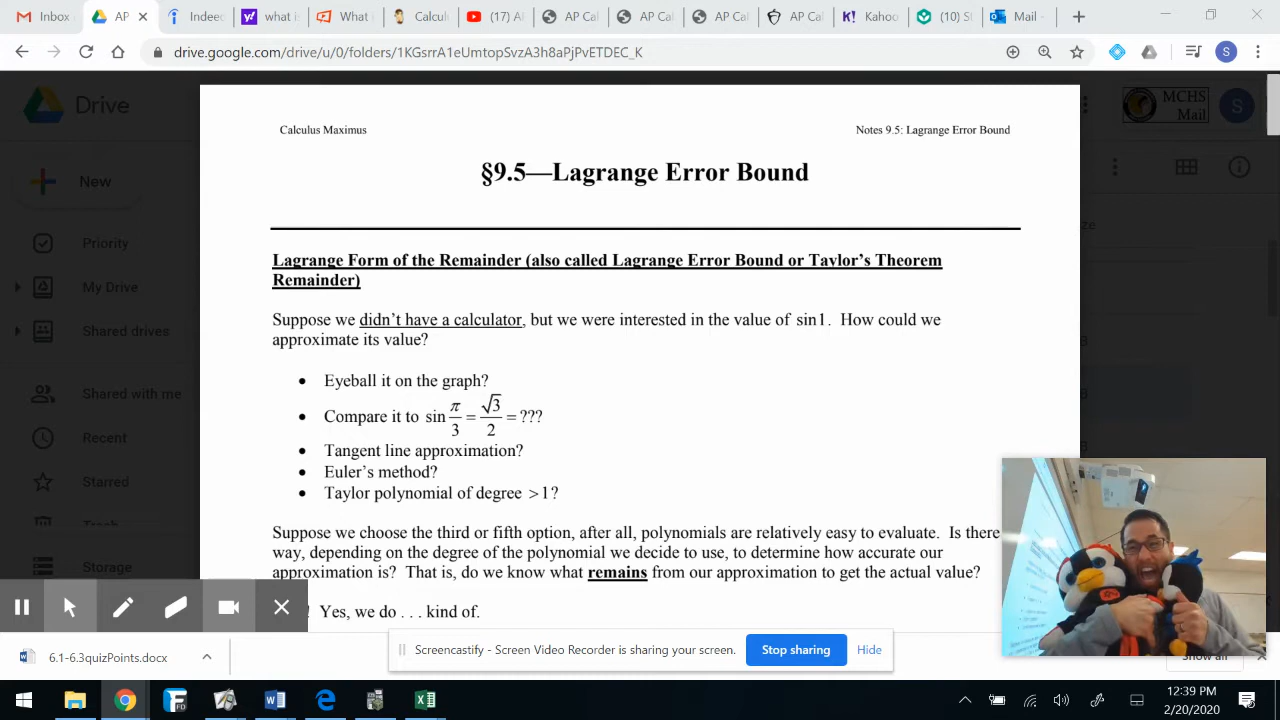 AP
Indeed
what i
What
Calcul
(17)
AP Cal
AP Cal
AP Cal
AP Cal
Kahoo
(10) S
Mail -
drive.google.com/drive/u/0/folders/1KGsrrA1eUmtopSvzA3h8aPjPvETDEC_K
S
Drive
MCHS
Mail
S
New
Priority
My Drive
Shared drives
Shared with me
Recent
Starred
Trash
Storage
Calculus Maximus
Notes 9.5: Lagrange Error Bound
§9.5—Lagrange Error Bound
Lagrange Form of the Remainder (also called Lagrange Error Bound or Taylor's Theorem
Remainder)
Suppose we didn't have a calculator, but we were interested in the value of sin1. How could we
approximate its value?
• Eyeball it on the graph?
• Compare it to sin π/3 = √3/2 = ???
• Tangent line approximation?
• Euler's method?
• Taylor polynomial of degree >1?
Suppose we choose the third or fifth option, after all, polynomials are relatively easy to evaluate. Is there
way, depending on the degree of the polynomial we decide to use, to determine how accurate our
approximation is? That is, do we know what remains from our approximation to get the actual value?
Yes, we do . . . kind of.
Screencastify - Screen Video Recorder is sharing your screen.
Stop sharing
Hide
6.1-6.3quizPoints.docx
Show all
12:39 PM
2/20/2020